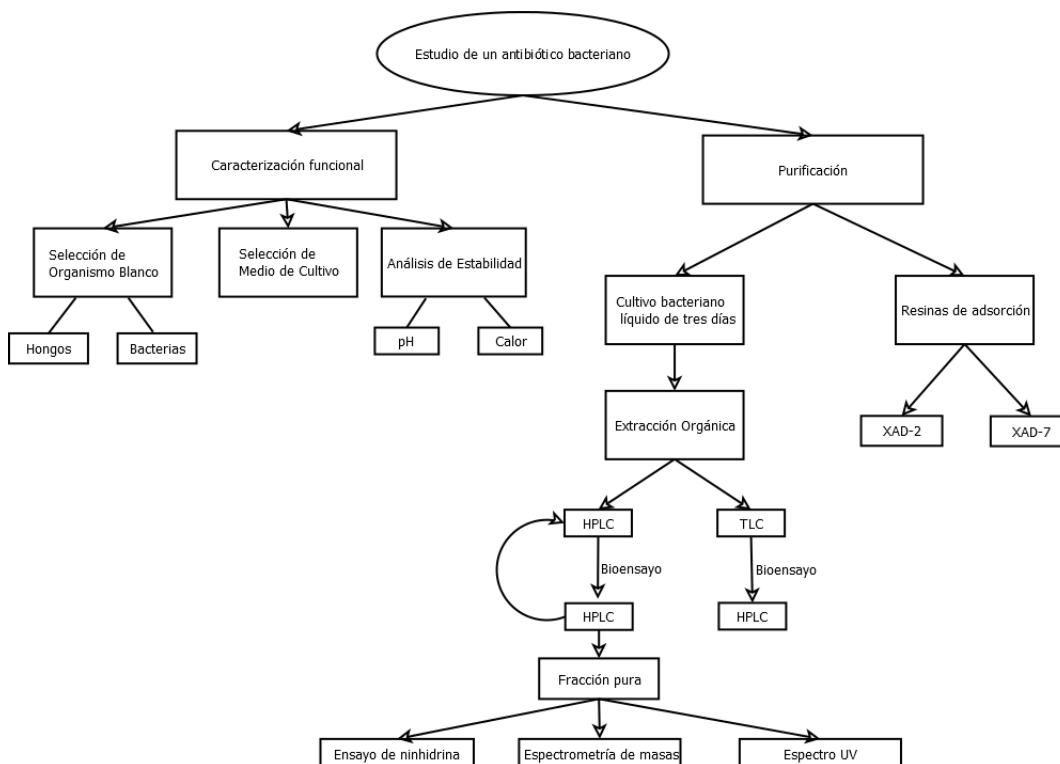 Estudio de un antibiótico bacteriano
Caracterización funcional
Purificación
Selección de
Organismo Blanco
Selección de
Medio de Cultivo
Análisis de Estabilidad
Cultivo bacteriano
líquido de tres días
Resinas de adsorción
Hongos
Bacterias
pH
Calor
Extracción Orgánica
XAD-2
XAD-7
HPLC
TLC
Bioensayo
Bioensayo
HPLC
HPLC
Fracción pura
Ensayo de ninhidrina
Espectrometría de masas
Espectro UV